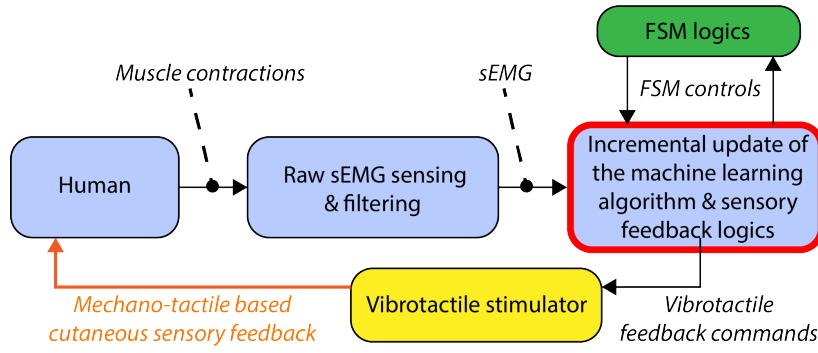 FSM logics
Muscle contractions
sEMG
FSM controls
Human
Raw sEMG sensing
& filtering
Incremental update of
the machine learning
algorithm & sensory
feedback logics
Mechano-tactile based
cutaneous sensory feedback
Vibrotactile stimulator
Vibrotactile
feedback commands